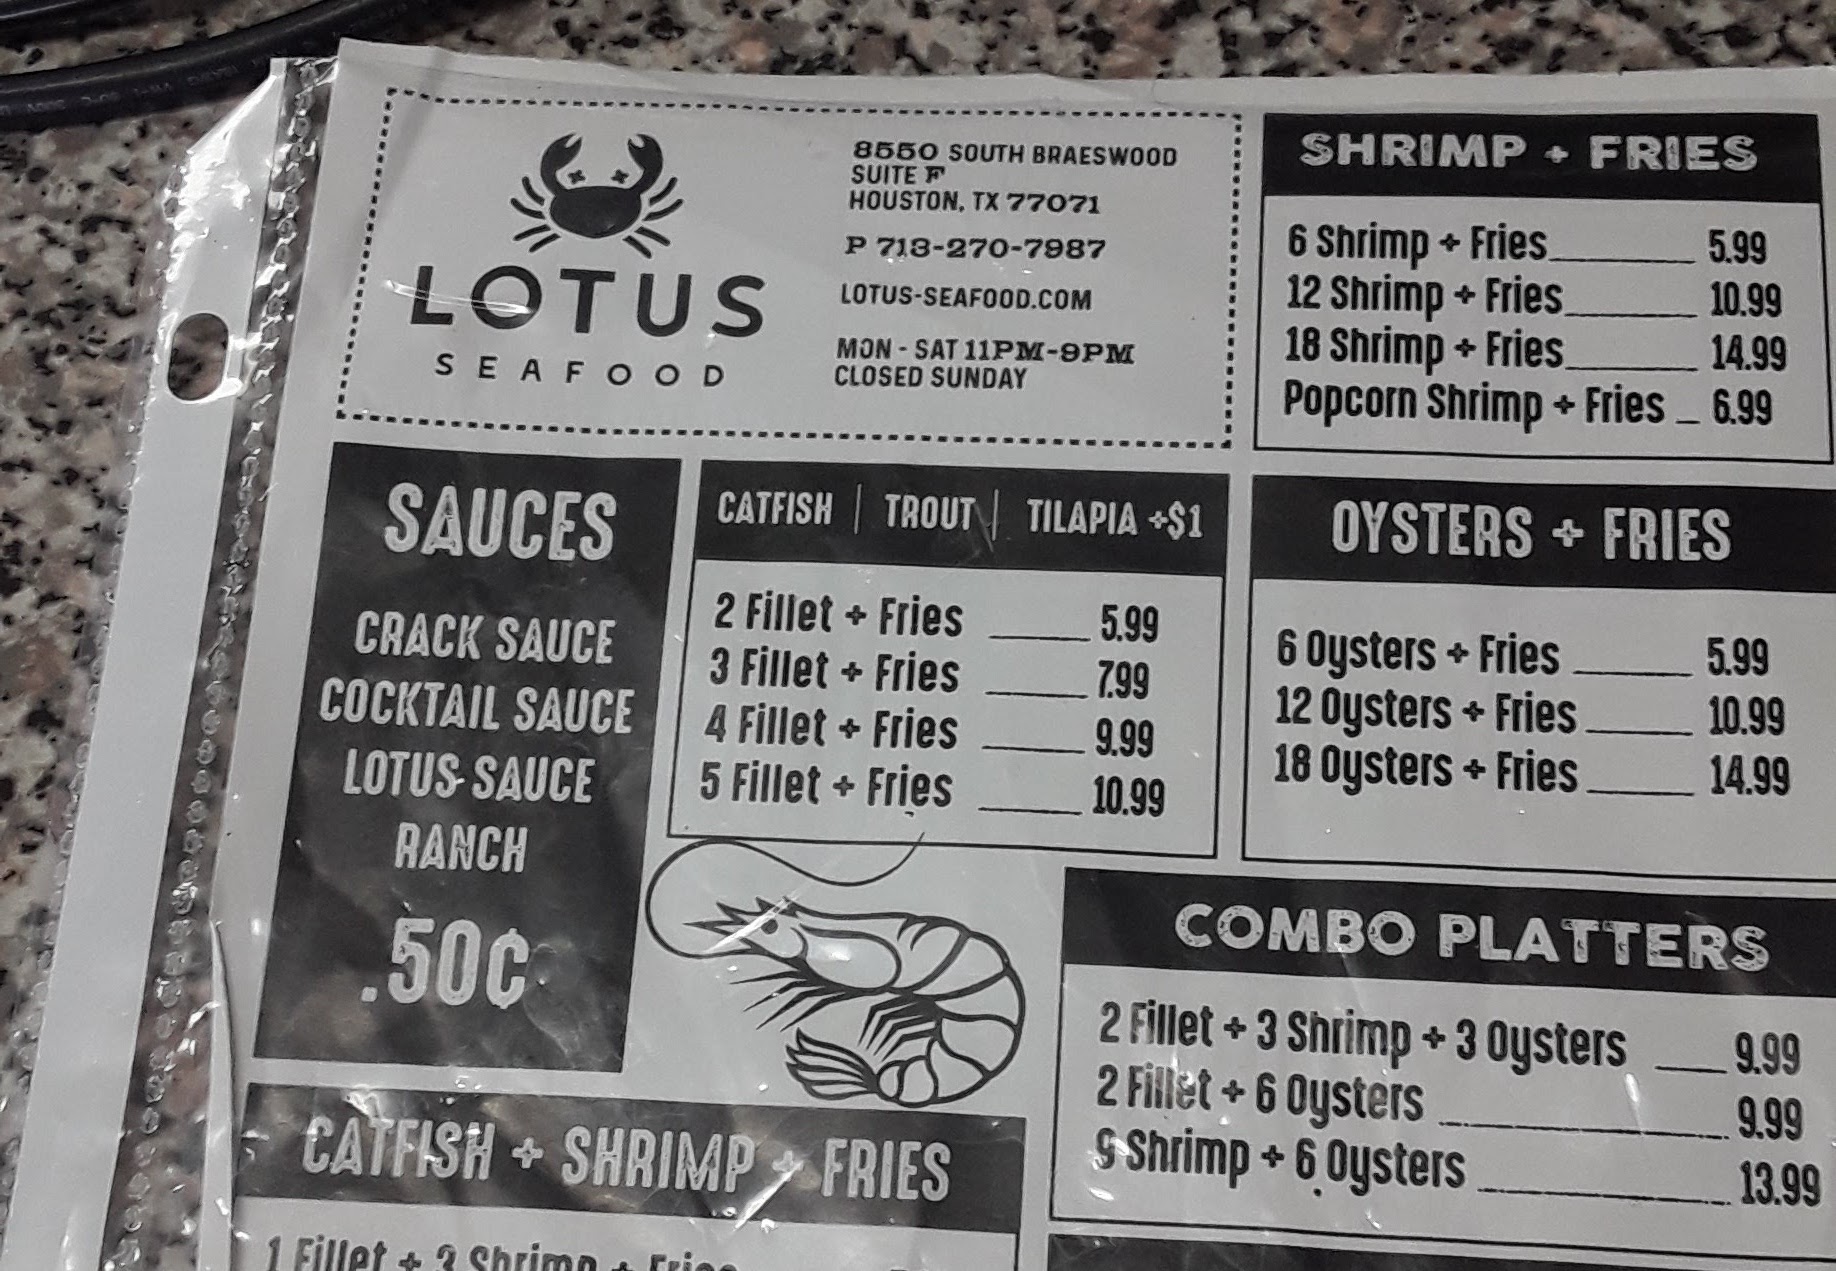 LOTUS
SEAFOOD
8550 SOUTH BRAESWOOD
SUITE F
HOUSTON, TX 77071
P 713-270-7987
LOTUS-SEAFOOD.COM
MON - SAT 11PM-9PM
CLOSED SUNDAY
SHRIMP + FRIES
6 Shrimp + Fries 5.99
12 Shrimp + Fries 10.99
18 Shrimp + Fries 14.99
Popcorn Shrimp + Fries 6.99
SAUCES
CRACK SAUCE
COCKTAIL SAUCE
LOTUS SAUCE
RANCH
.50¢
CATFISH | TROUT | TILAPIA +$1
2 Fillet + Fries 5.99
3 Fillet + Fries 7.99
4 Fillet + Fries 9.99
5 Fillet + Fries 10.99
OYSTERS + FRIES
6 Oysters + Fries 5.99
12 Oysters + Fries 10.99
18 Oysters + Fries 14.99
COMBO PLATTERS
2 Fillet + 3 Shrimp + 3 Oysters 9.99
2 Fillet + 6 Oysters 9.99
9 Shrimp + 6 Oysters 13.99
CATFISH + SHRIMP + FRIES
1 Fillet + 3 Shrimp + Fries